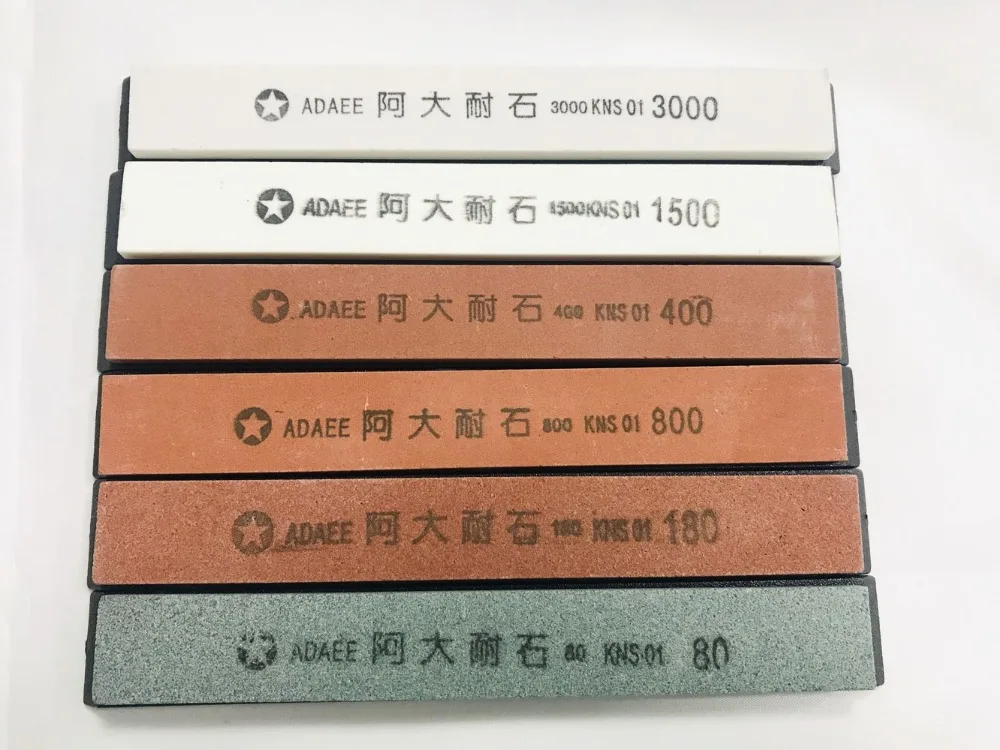 ADAEE 阿大耐石 3000 KNS 01 3000
ADAEE 阿大耐石 1500 KNS 01 1500
ADAEE 阿大耐石 400 KNS 01 400
ADAEE 阿大耐石 800 KNS 01 800
ADAEE 阿大耐石 180 KNS 01 180
ADAEE 阿大耐石 80 KNS 01 80